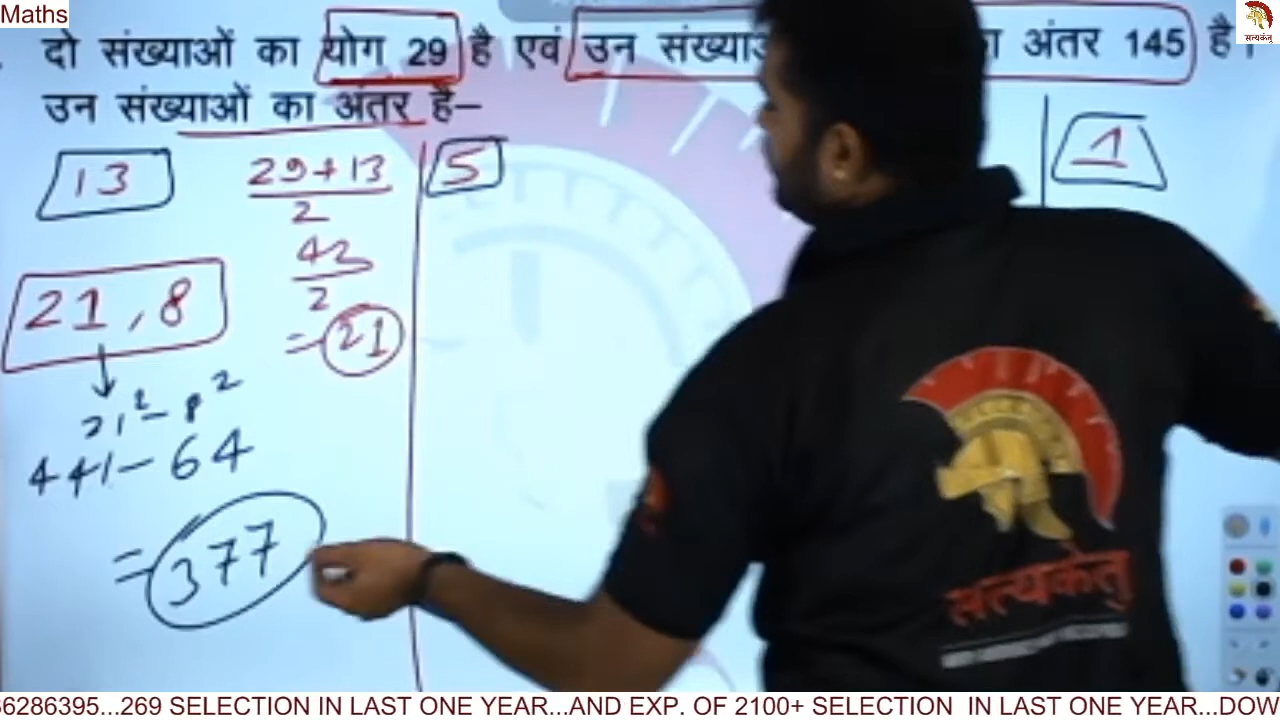 Maths
दो संख्याओं का योग 29 है एवं उन संख्याओं का अंतर 145 है।
उन संख्याओं का अंतर है–
13
29+13
2
5
1
42
2
= 21
21 , 8
21² – 8²
441 – 64
= 377
सत्यकेतु
सत्यकेतु
6286395...269 SELECTION IN LAST ONE YEAR...AND EXP. OF 2100+ SELECTION IN LAST ONE YEAR...DOW